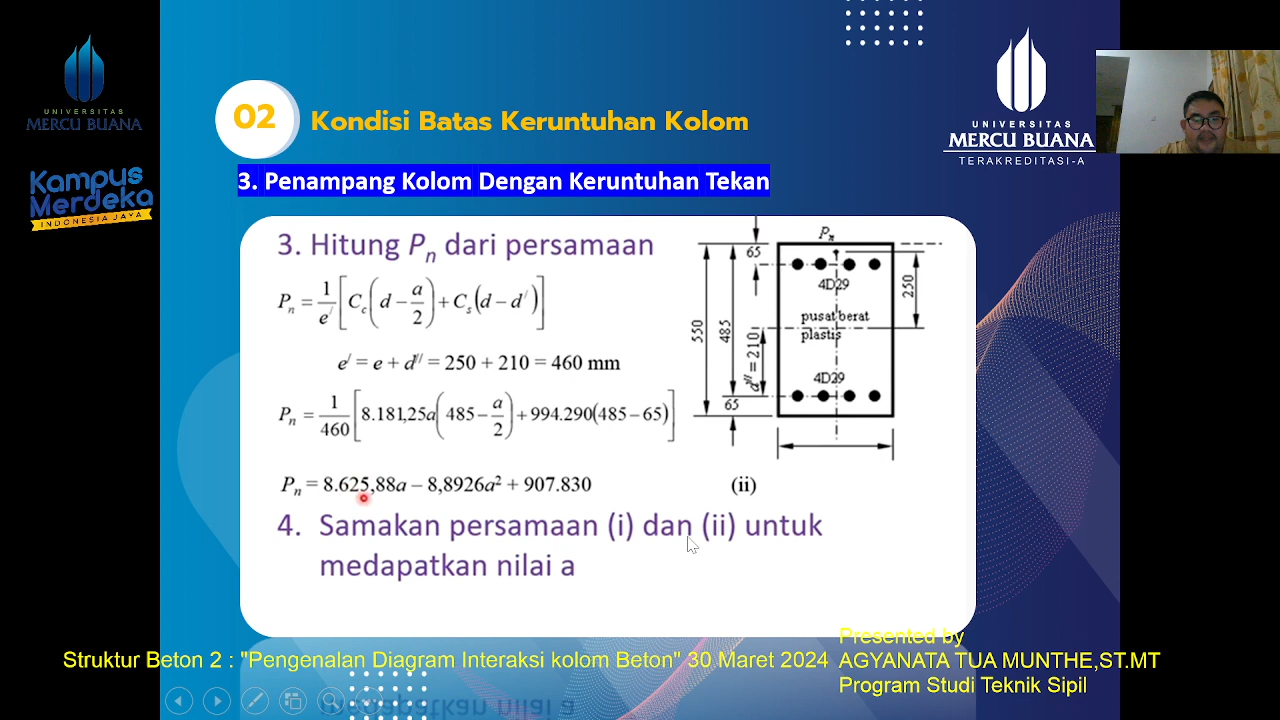 UNIVERSITAS
MERCU BUANA
Kampus
Merdeka
INDONESIA JAYA
02 Kondisi Batas Keruntuhan Kolom
UNIVERSITAS
MERCU BUANA
TERAKREDITASI-A
3. Penampang Kolom Dengan Keruntuhan Tekan
3. Hitung Pₙ dari persamaan
Pₙ = 1/e′ [C꜀(d − a/2) + Cₛ(d − d′)]
e′ = e + d″ = 250 + 210 = 460 mm
Pₙ = 1/460 [8.181,25a(485 − a/2) + 994.290(485 − 65)]
Pₙ = 8.625,88a − 8,8926a² + 907.830 (ii)
4. Samakan persamaan (i) dan (ii) untuk
medapatkan nilai a
Pₙ
65
4D29
250
pusat berat
plastis
550
485
d″ = 210
4D29
65
Presented by
Struktur Beton 2 : "Pengenalan Diagram Interaksi kolom Beton" 30 Maret 2024 AGYANATA TUA MUNTHE,ST.MT
Program Studi Teknik Sipil
medapatkan nilai a